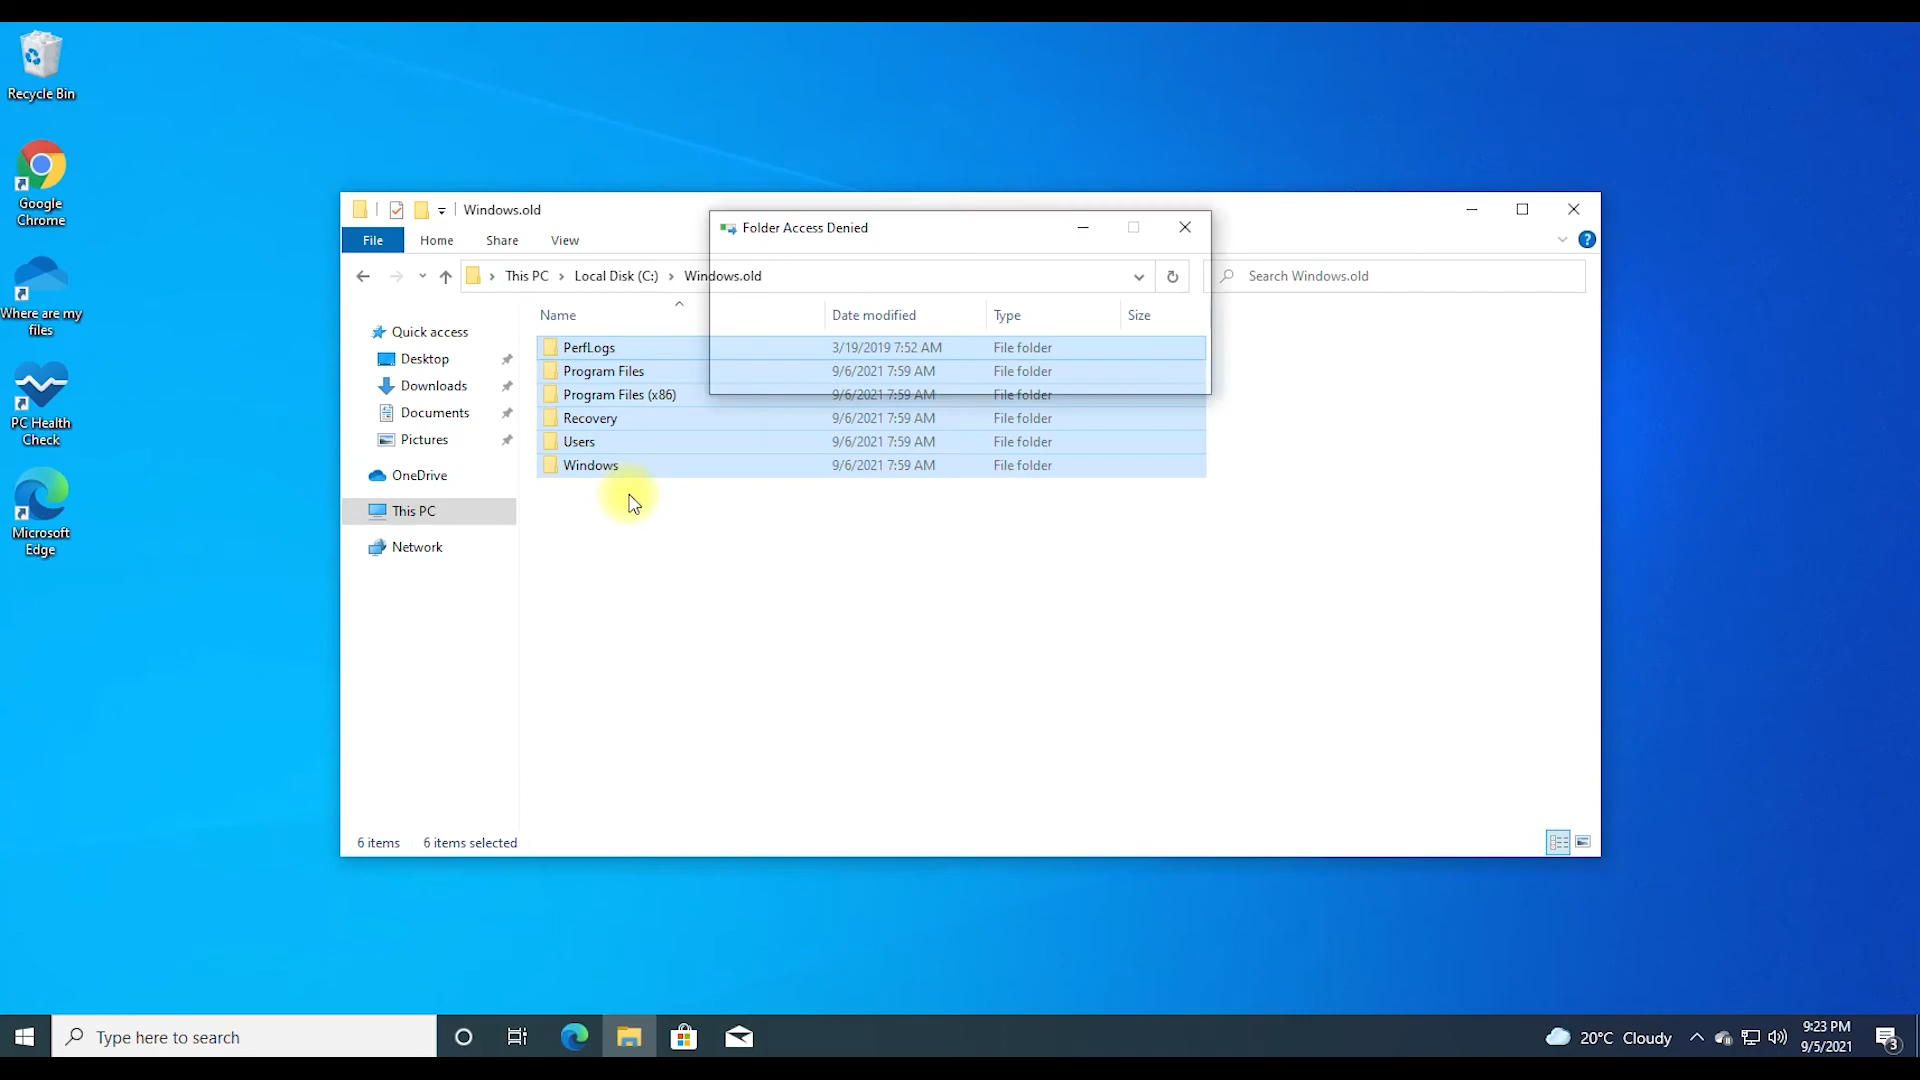 Recycle Bin
Google
Chrome
Where are my
files
PC Health
Check
Microsoft
Edge
Windows.old
Folder Access Denied
File
Home
Share
View
This PC
Local Disk (C:)
Windows.old
Search Windows.old
Name
Date modified
Type
Size
Quick access
Desktop
Downloads
Documents
Pictures
OneDrive
This PC
Network
PerfLogs 3/19/2019 7:52 AM File folder
Program Files 9/6/2021 7:59 AM File folder
Program Files (x86) 9/6/2021 7:59 AM File folder
Recovery 9/6/2021 7:59 AM File folder
Users 9/6/2021 7:59 AM File folder
Windows 9/6/2021 7:59 AM File folder
6 items 6 items selected
Type here to search
20°C Cloudy
9:23 PM
9/5/2021
3